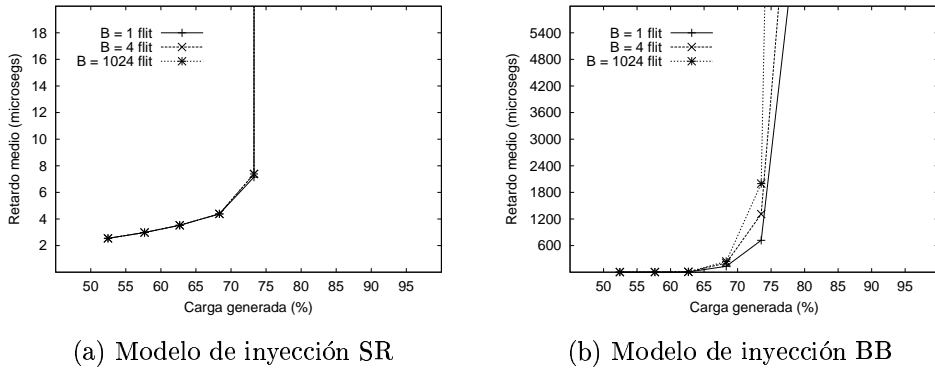 Retardo medio (microsegs)
18
16
14
12
10
8
6
4
2
B = 1 flit
B = 4 flit
B = 1024 flit
50 55 60 65 70 75 80 85 90 95
Carga generada (%)
(a) Modelo de inyección SR
Retardo medio (microsegs)
5400
4800
4200
3600
3000
2400
1800
1200
600
B = 1 flit
B = 4 flit
B = 1024 flit
50 55 60 65 70 75 80 85 90 95
Carga generada (%)
(b) Modelo de inyección BB